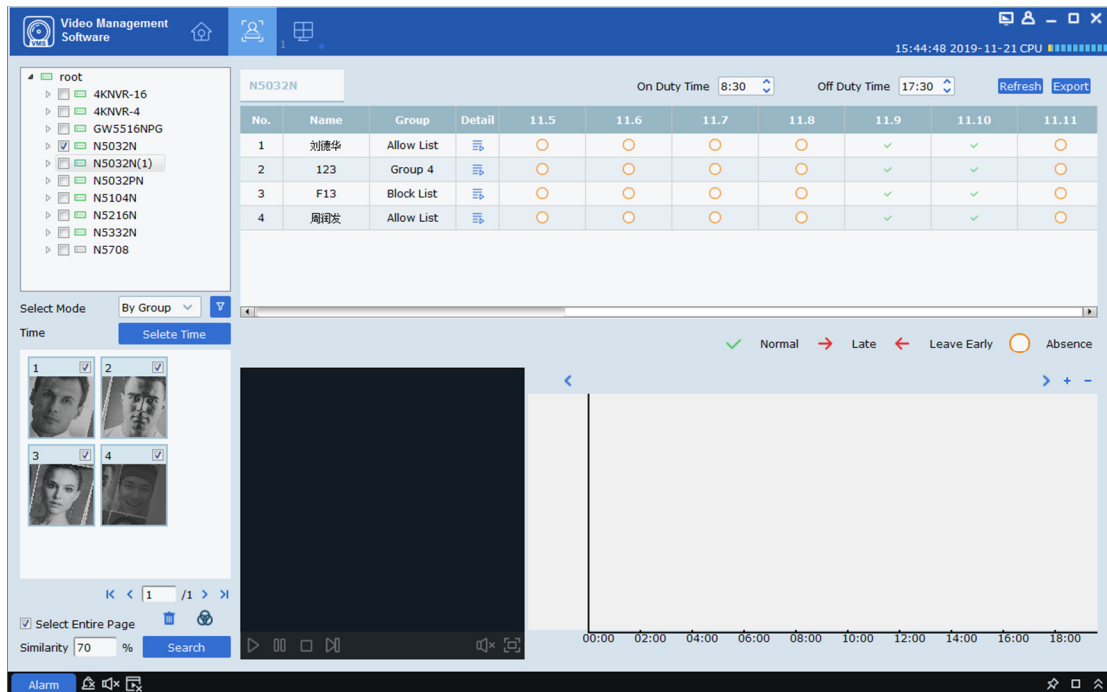 Video Management
Software
VMS
1
15:44:48 2019-11-21 CPU
root
4KNVR-16
4KNVR-4
GW5516NPG
N5032N
N5032N(1)
N5032PN
N5104N
N5216N
N5332N
N5708
Select Mode By Group
Time Selete Time
1 2
3 4
1 /1
Select Entire Page
Similarity 70 % Search
N5032N On Duty Time 8:30 Off Duty Time 17:30 Refresh Export
No. Name Group Detail 11.5 11.6 11.7 11.8 11.9 11.10 11.11
1 刘德华 Allow List
2 123 Group 4
3 F13 Block List
4 周润发 Allow List
Normal Late Leave Early Absence
00:00 02:00 04:00 06:00 08:00 10:00 12:00 14:00 16:00 18:00
Alarm